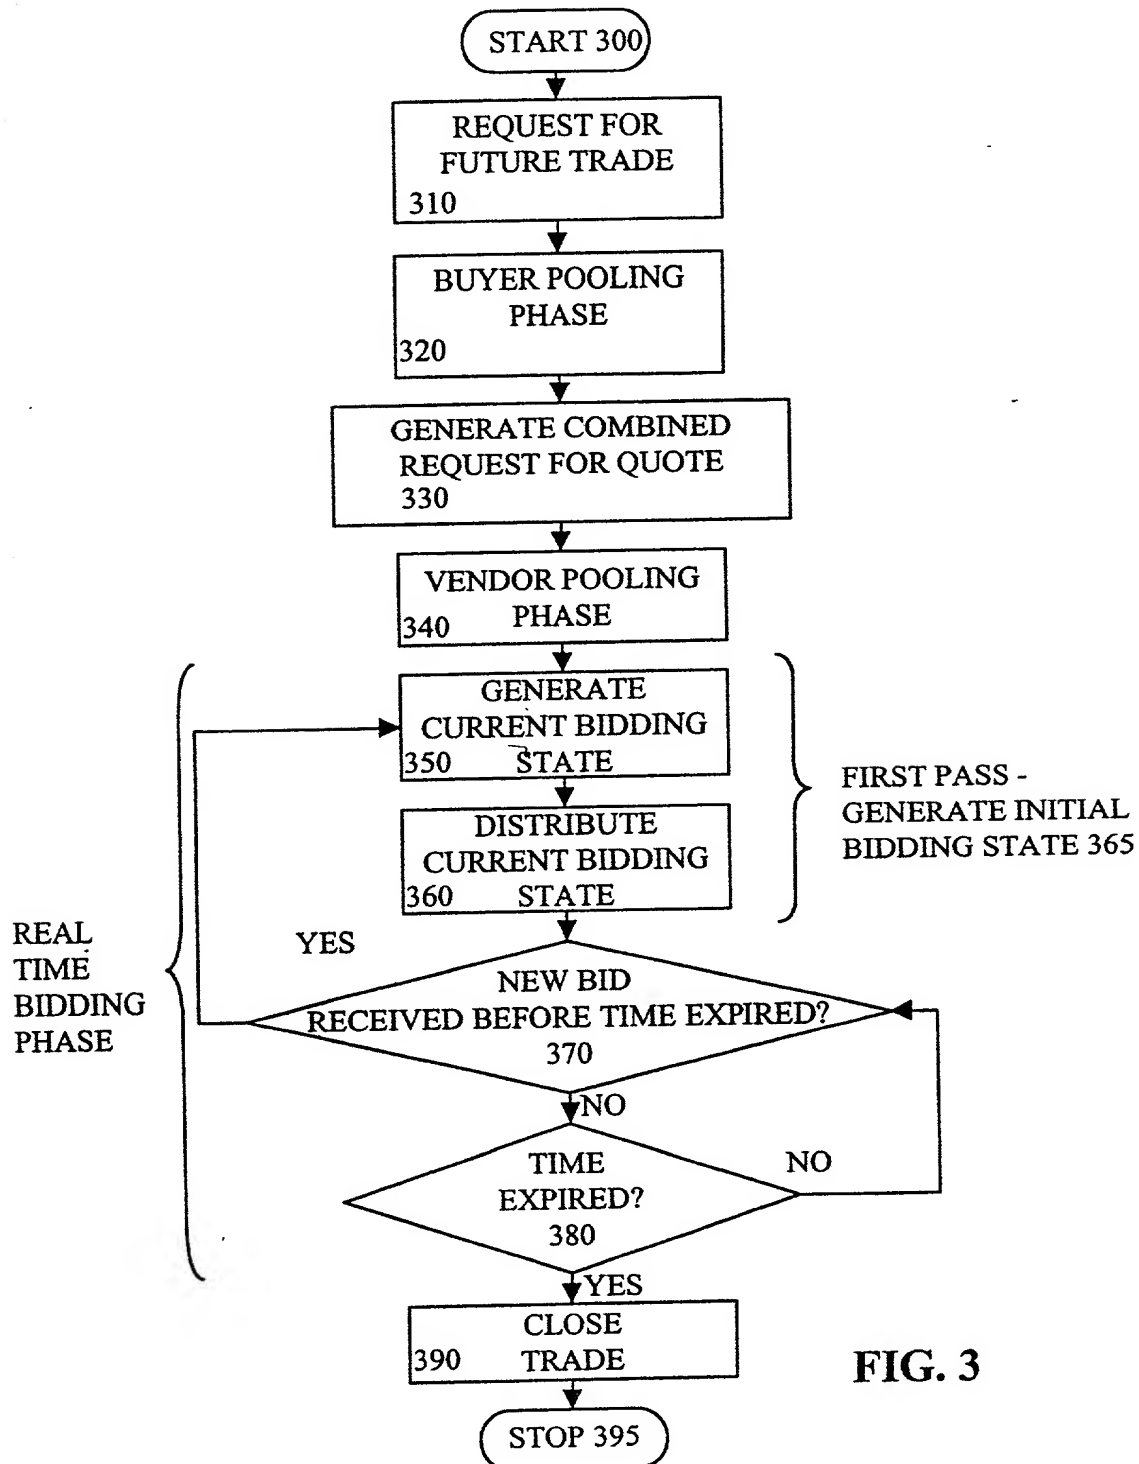 START 300
REQUEST FOR
FUTURE TRADE
310
BUYER POOLING
PHASE
320
GENERATE COMBINED
REQUEST FOR QUOTE
330
VENDOR POOLING
PHASE
340
GENERATE
CURRENT BIDDING
STATE
350
DISTRIBUTE
CURRENT BIDDING
STATE
360
FIRST PASS -
GENERATE INITIAL
BIDDING STATE 365
REAL
TIME
BIDDING
PHASE
YES
NEW BID
RECEIVED BEFORE TIME EXPIRED?
370
NO
TIME
EXPIRED?
380
NO
YES
CLOSE
TRADE
390
STOP 395
FIG. 3